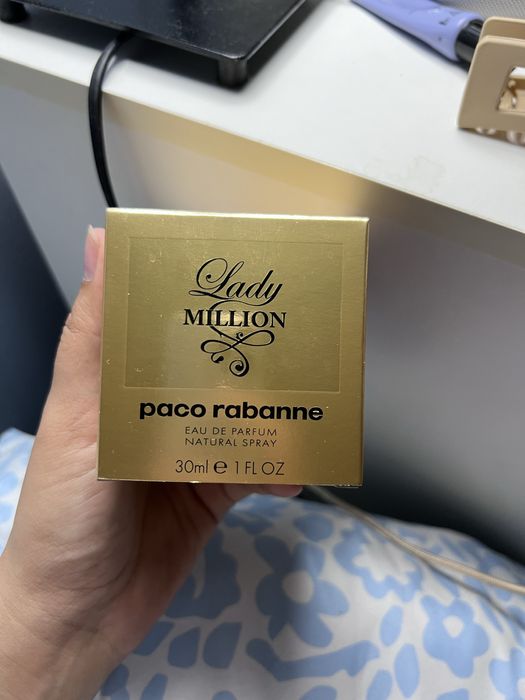 Lady
MILLION
paco rabanne
EAU DE PARFUM
NATURAL SPRAY
30ml ℮ 1 FL OZ